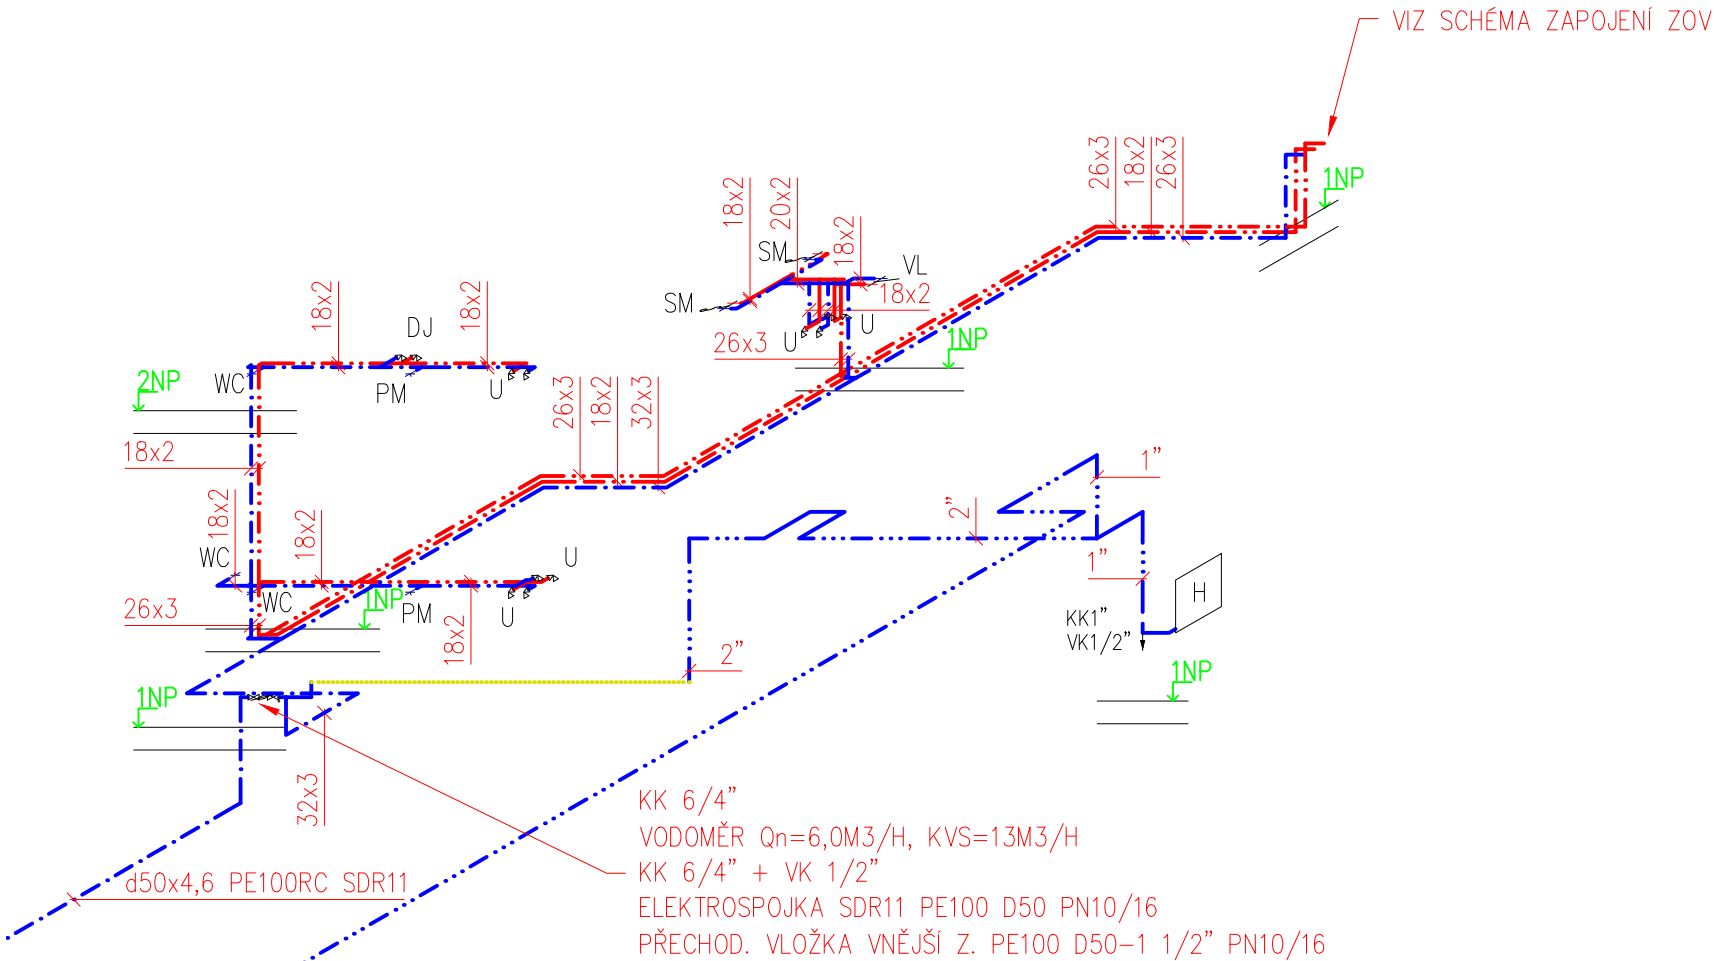 VIZ SCHÉMA ZAPOJENÍ ZOV
26x3
18x2
26x3
1NP
18x2
20x2
18x2
SM
VL
SM
18x2
U
U
26x3
1NP
18x2
DJ
18x2
2NP
WC
PM
U
26x3
18x2
32x3
18x2
18x2
18x2
WC
U
WC
1NP
PM
U
26x3
18x2
1"
2"
1"
H
KK1"
VK1/2"
2"
1NP
1NP
32x3
KK 6/4"
VODOMĚR Qn=6,0M3/H, KVS=13M3/H
KK 6/4" + VK 1/2"
d50x4,6 PE100RC SDR11
ELEKTROSPOJKA SDR11 PE100 D50 PN10/16
PŘECHOD. VLOŽKA VNĚJŠÍ Z. PE100 D50-1 1/2" PN10/16